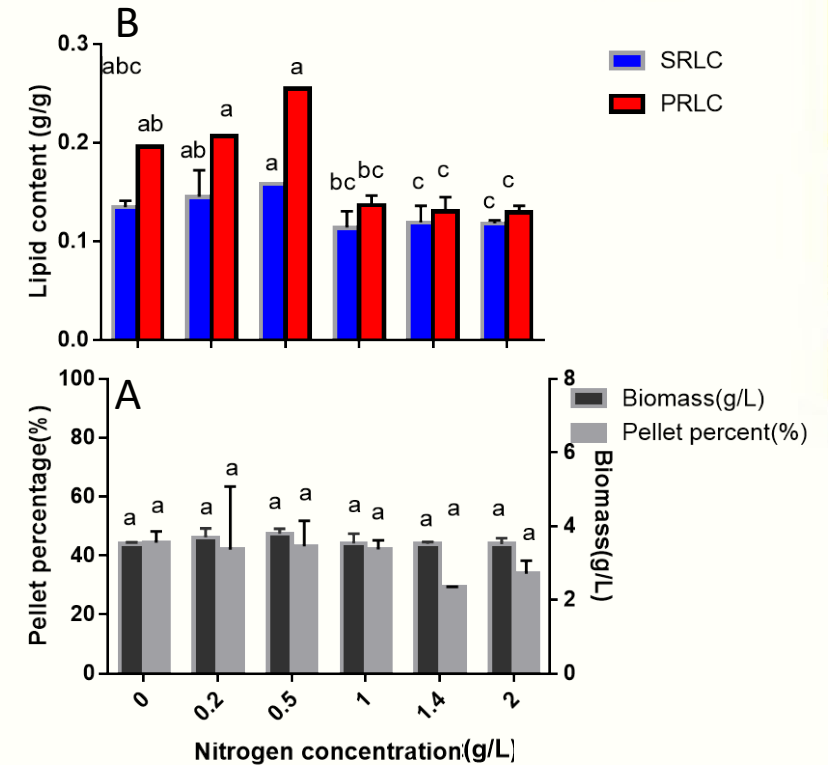 B
0.3
abc
SRLC
PRLC
a
ab
a
ab
a
bc
bc
c
c
c
c
0.2
0.1
0.0
Lipid content (g/g)
A
100
80
60
40
20
0
Pellet percentage(%)
8
6
4
2
0
Biomass(g/L)
Biomass(g/L)
Pellet percent(%)
a
a
a
a
a
a
a
a
a
a
a
a
0
0.2
0.5
1
1.4
2
Nitrogen concentration(g/L)